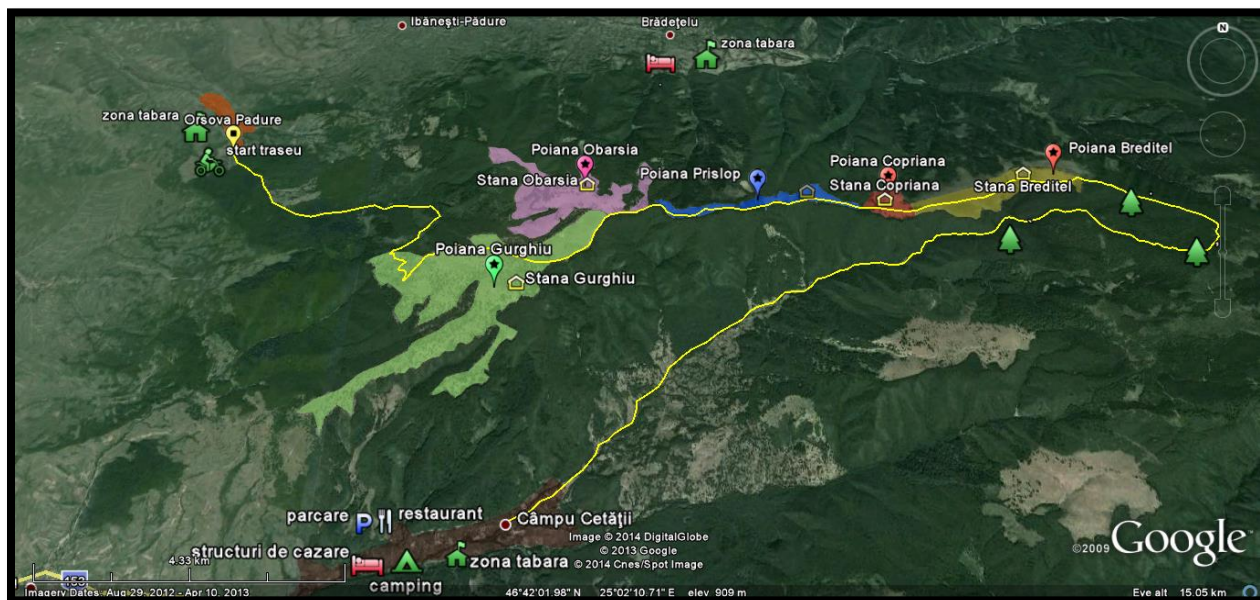 Ibănești-Pădure
Brădețelu
zona tabara
N
zona tabara
Orsova Padure
start traseu
Poiana Obarsia
Stana Obarsia
Poiana Prislop
Poiana Copriana
Stana Copriana
Poiana Breditel
Stana Breditel
Poiana Gurghiu
Stana Gurghiu
parcare P restaurant
Câmpu Cetății
structuri de cazare
camping
zona tabara
4.33 km
153
Image © 2014 DigitalGlobe
© 2013 Google
© 2014 Cnes/Spot Image
©2009 Google
Imagery Dates: Aug 29, 2012 - Apr 10, 2013
46°42'01.98" N 25°02'10.71" E elev 909 m
Eye alt 15.05 km